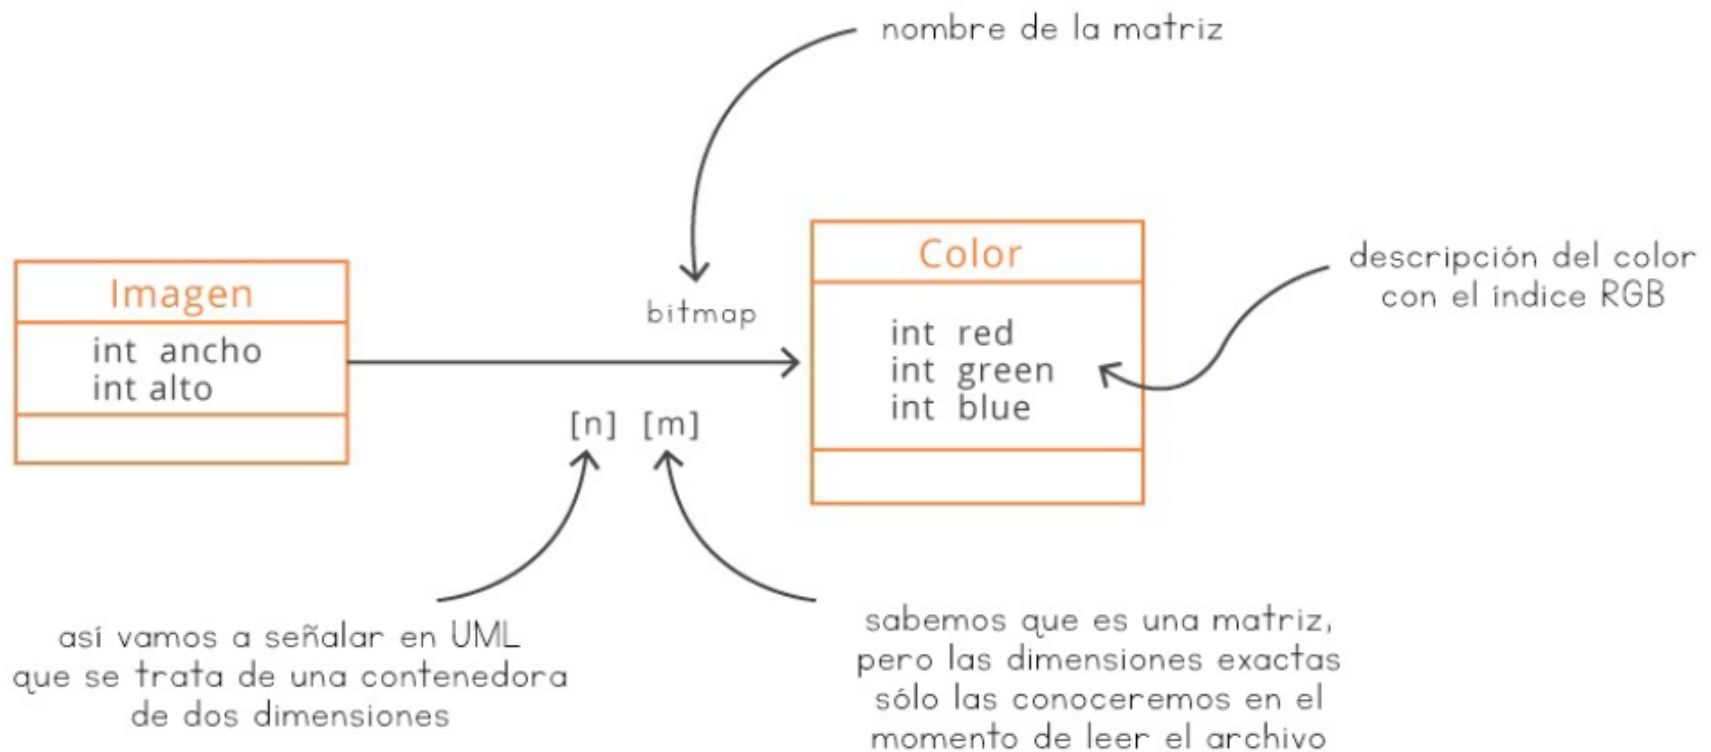 nombre de la matriz
Imagen
int ancho
int alto
bitmap
[n] [m]
Color
int red
int green
int blue
descripción del color
con el índice RGB
así vamos a señalar en UML
que se trata de una contenedora
de dos dimensiones
sabemos que es una matriz,
pero las dimensiones exactas
sólo las conoceremos en el
momento de leer el archivo